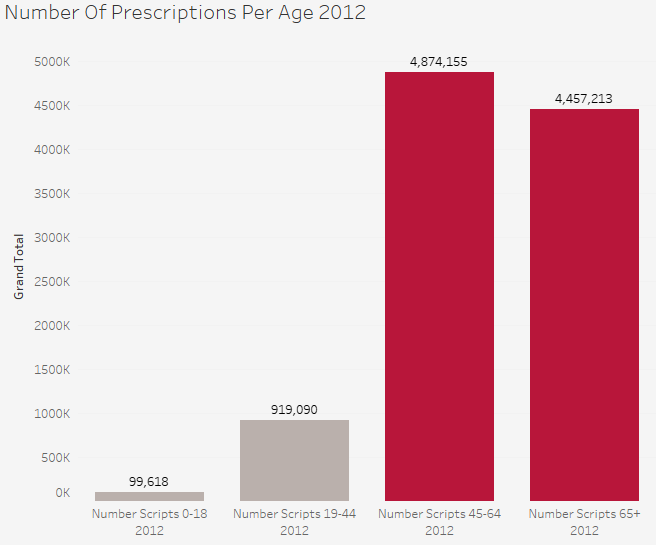 Number Of Prescriptions Per Age 2012
5000K
4500K
4000K
3500K
3000K
2500K
2000K
1500K
1000K
500K
0K
Grand Total
4,874,155
4,457,213
919,090
99,618
Number Scripts 0-18
2012
Number Scripts 19-44
2012
Number Scripts 45-64
2012
Number Scripts 65+
2012